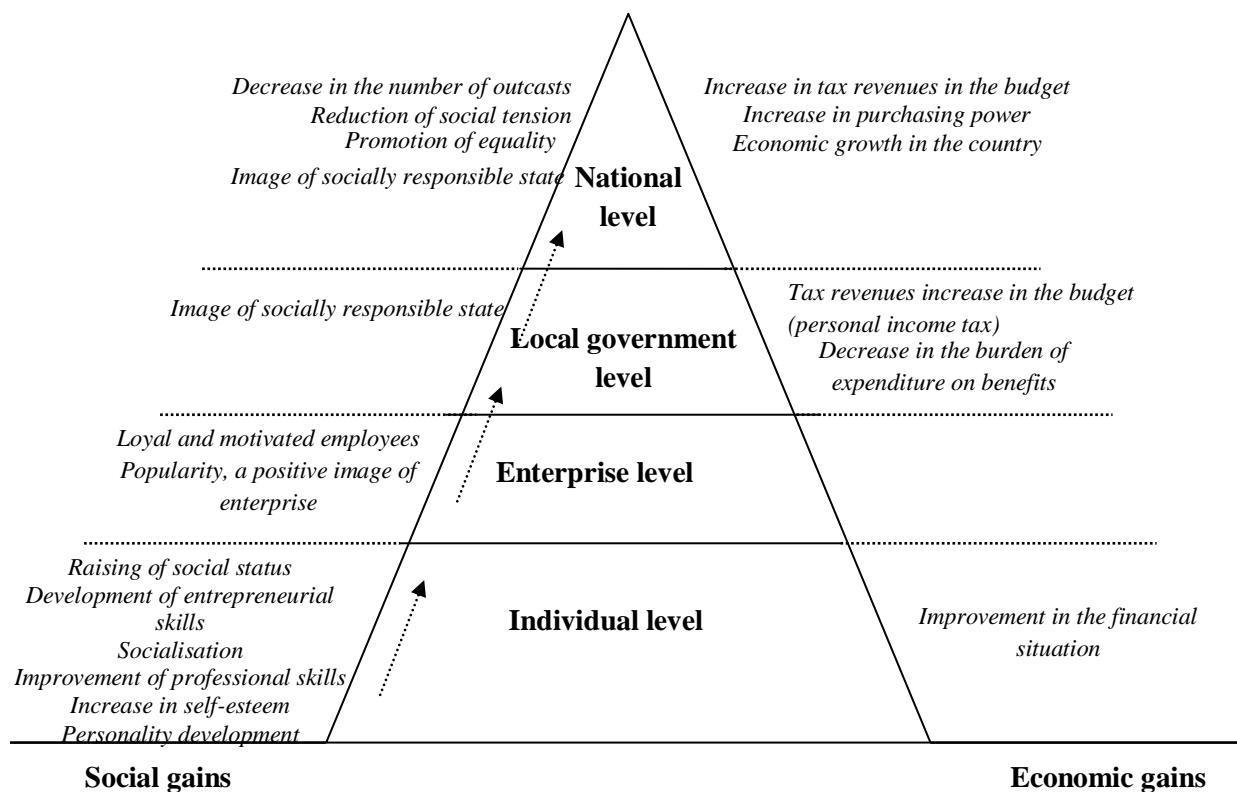 Decrease in the number of outcasts
Reduction of social tension
Promotion of equality
Image of socially responsible state
Increase in tax revenues in the budget
Increase in purchasing power
Economic growth in the country
National
level
Image of socially responsible state
Local government
level
Tax revenues increase in the budget
(personal income tax)
Decrease in the burden of
expenditure on benefits
Loyal and motivated employees
Popularity, a positive image of
enterprise
Enterprise level
Raising of social status
Development of entrepreneurial
skills
Socialisation
Improvement of professional skills
Increase in self-esteem
Personality development
Individual level
Improvement in the financial
situation
Social gains
Economic gains